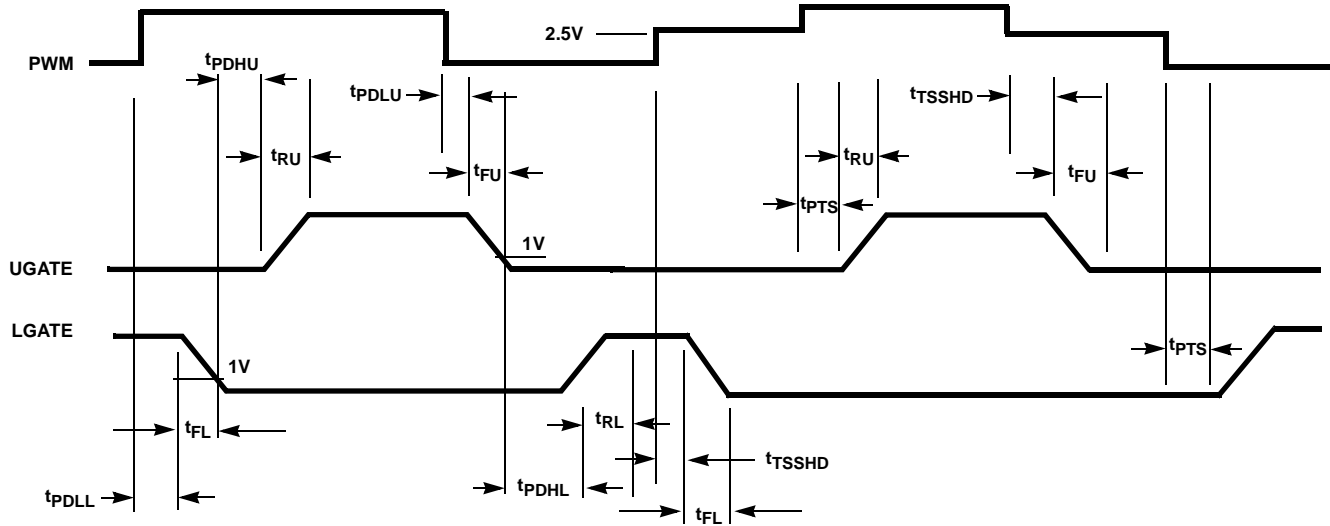 2.5V
PWM
tPDHU
tPDLU
tTSSHD
tRU
tRU
tFU
tFU
tPTS
1V
UGATE
LGATE
1V
tPTS
tRL
tFL
tTSSHD
tPDHL
tPDLL
tFL